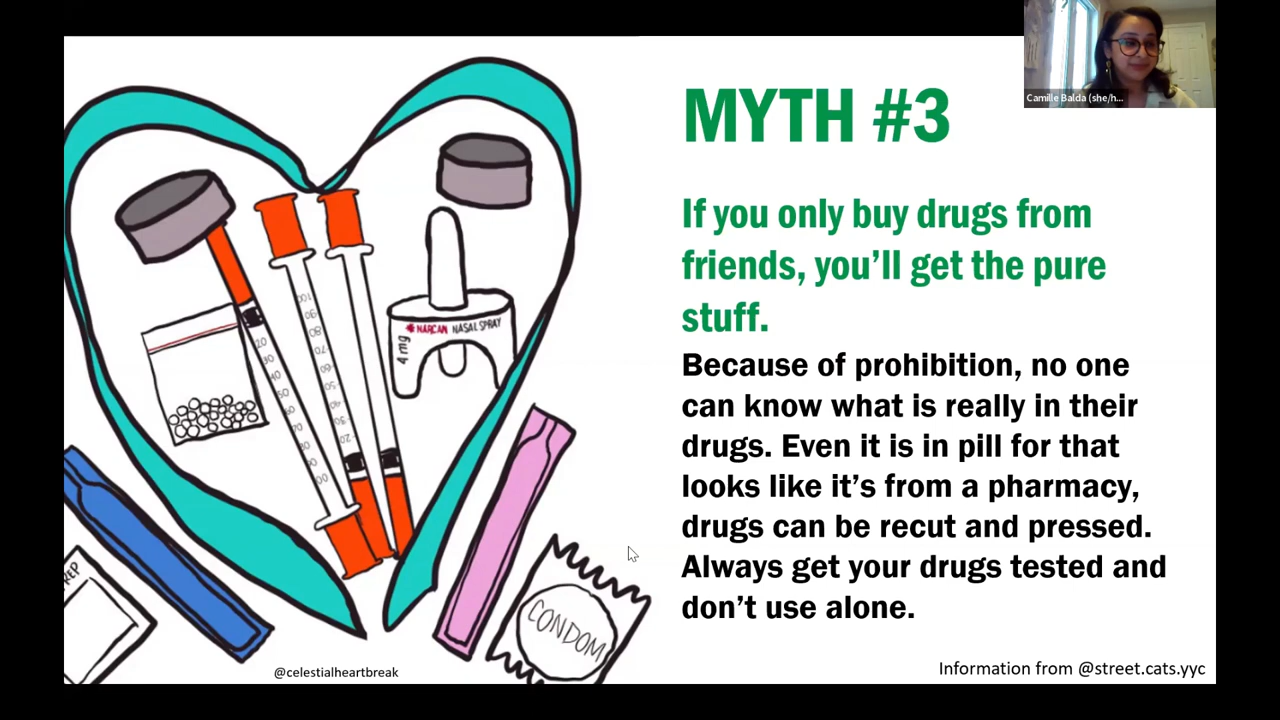 MYTH #3
Camille Balda (she/h...
If you only buy drugs from
friends, you'll get the pure
stuff.
Because of prohibition, no one
can know what is really in their
drugs. Even it is in pill for that
looks like it's from a pharmacy,
drugs can be recut and pressed.
Always get your drugs tested and
don't use alone.
NARCAN NASAL SPRAY
4 mg
CONDOM
@celestialheartbreak
Information from @street.cats.yyc